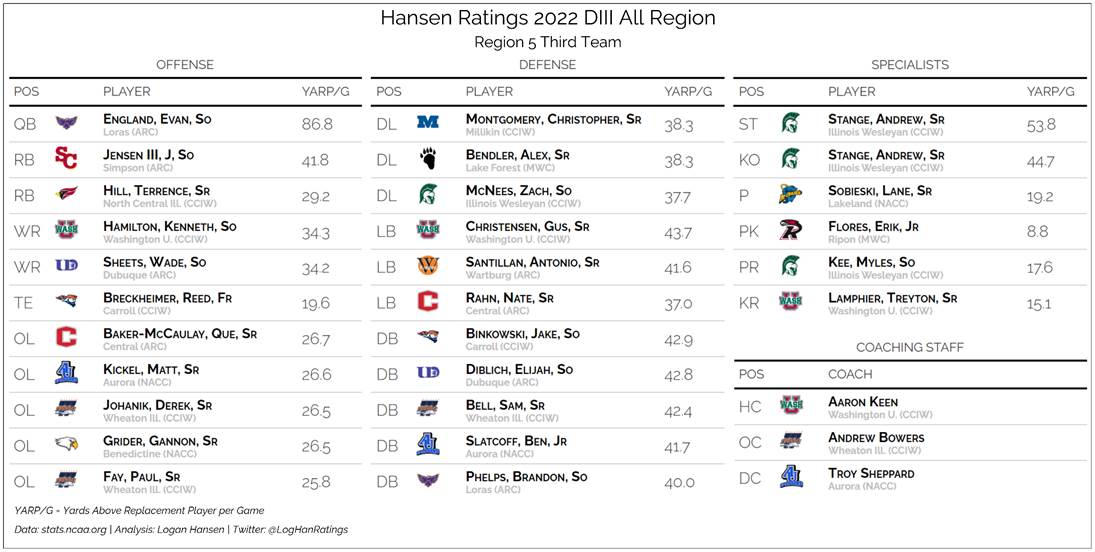 Hansen Ratings 2022 DIII All Region
Region 5 Third Team
OFFENSE
POS PLAYER YARP/G
QB England, Evan, So 86.8
Loras (ARC)
RB Jensen III, J, So 41.8
Simpson (ARC)
RB Hill, Terrence, Sr 29.2
North Central Ill. (CCIW)
WR Hamilton, Kenneth, So 34.3
Washington U. (CCIW)
WR Sheets, Wade, So 34.2
Dubuque (ARC)
TE Breckheimer, Reed, Fr 19.6
Carroll (CCIW)
OL Baker-McCaulay, Que, Sr 26.7
Central (ARC)
OL Kickel, Matt, Sr 26.6
Aurora (NACC)
OL Johanik, Derek, Sr 26.5
Wheaton Ill. (CCIW)
OL Grider, Gannon, Sr 26.5
Benedictine (NACC)
OL Fay, Paul, Sr 25.8
Wheaton Ill. (CCIW)
DEFENSE
POS PLAYER YARP/G
DL Montgomery, Christopher, Sr 38.3
Millikin (CCIW)
DL Bendler, Alex, Sr 38.3
Lake Forest (MWC)
DL McNees, Zach, So 37.7
Illinois Wesleyan (CCIW)
LB Christensen, Gus, Sr 43.7
Washington U. (CCIW)
LB Santillan, Antonio, Sr 41.6
Wartburg (ARC)
LB Rahn, Nate, Sr 37.0
Central (ARC)
DB Binkowski, Jake, So 42.9
Carroll (CCIW)
DB Diblich, Elijah, So 42.8
Dubuque (ARC)
DB Bell, Sam, Sr 42.4
Wheaton Ill. (CCIW)
DB Slatcoff, Ben, Jr 41.7
Aurora (NACC)
DB Phelps, Brandon, So 40.0
Loras (ARC)
SPECIALISTS
POS PLAYER YARP/G
ST Stange, Andrew, Sr 53.8
Illinois Wesleyan (CCIW)
KO Stange, Andrew, Sr 44.7
Illinois Wesleyan (CCIW)
P Sobieski, Lane, Sr 19.2
Lakeland (NACC)
PK Flores, Erik, Jr 8.8
Ripon (MWC)
PR Kee, Myles, So 17.6
Illinois Wesleyan (CCIW)
KR Lamphier, Treyton, Sr 15.1
Washington U. (CCIW)
COACHING STAFF
POS COACH
HC Aaron Keen
Washington U. (CCIW)
OC Andrew Bowers
Wheaton Ill. (CCIW)
DC Troy Sheppard
Aurora (NACC)
YARP/G = Yards Above Replacement Player per Game
Data: stats.ncaa.org | Analysis: Logan Hansen | Twitter: @LogHanRatings